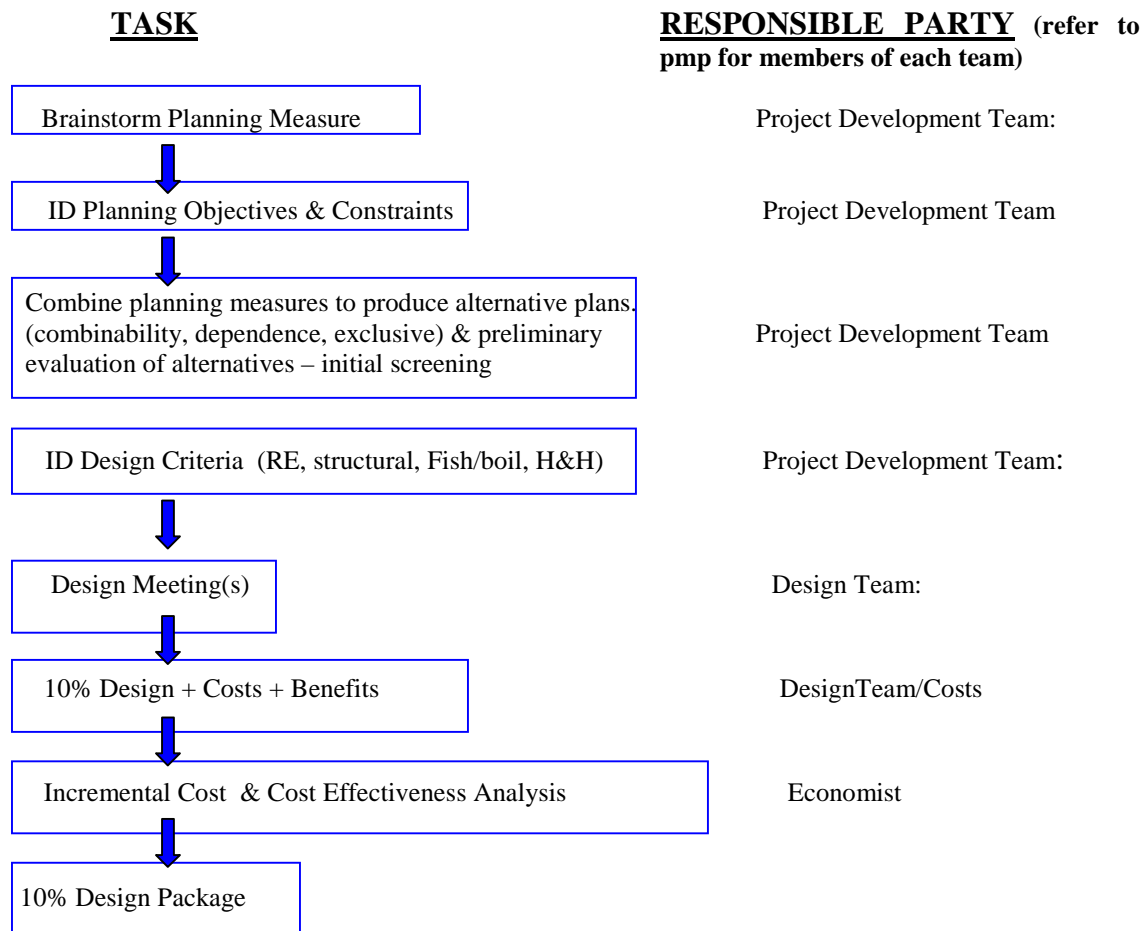 TASK
RESPONSIBLE PARTY (refer to
pmp for members of each team)
Brainstorm Planning Measure
Project Development Team:
ID Planning Objectives & Constraints
Project Development Team
Combine planning measures to produce alternative plans.
(combinability, dependence, exclusive) & preliminary
evaluation of alternatives – initial screening
Project Development Team
ID Design Criteria (RE, structural, Fish/boil, H&H)
Project Development Team:
Design Meeting(s)
Design Team:
10% Design + Costs + Benefits
DesignTeam/Costs
Incremental Cost & Cost Effectiveness Analysis
Economist
10% Design Package